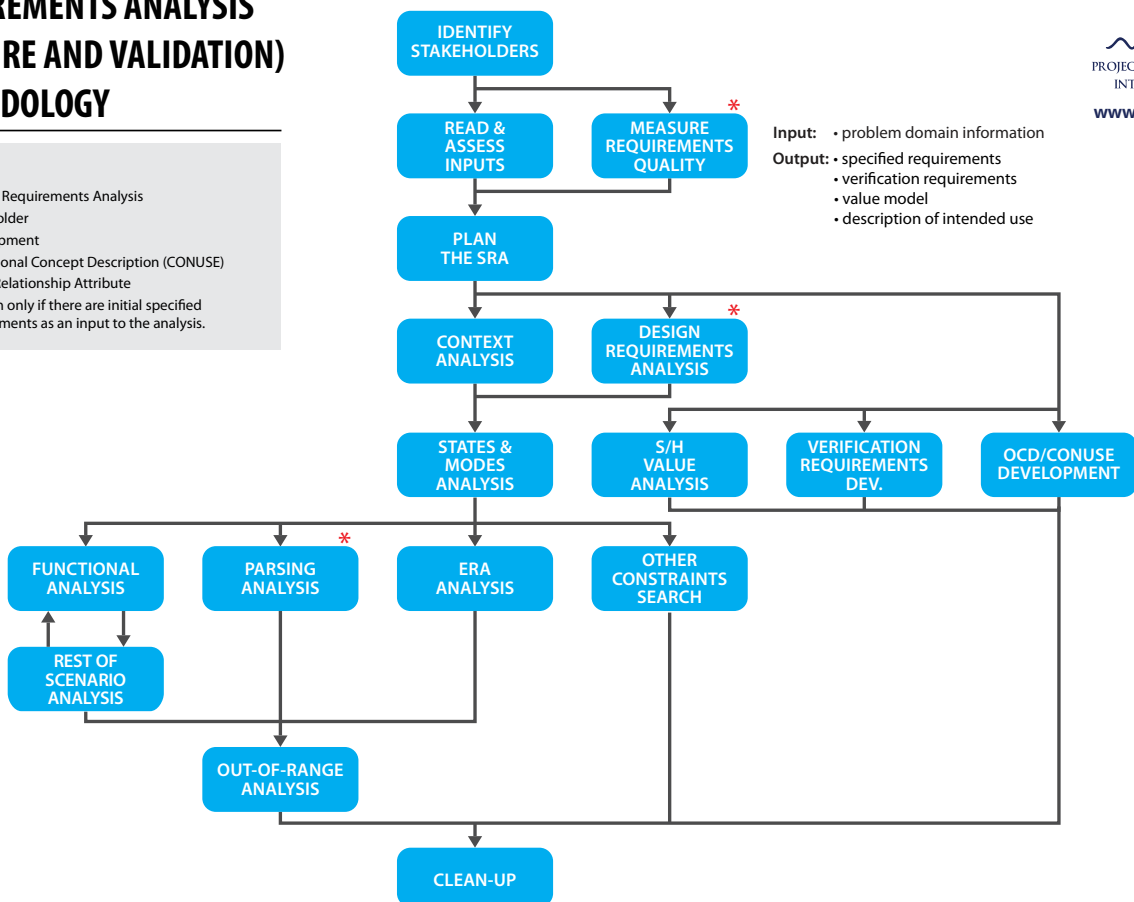 REMENTS ANALYSIS
RE AND VALIDATION)
DOLOGY
Requirements Analysis
older
pment
onal Concept Description (CONUSE)
Relationship Attribute
n only if there are initial specified
ments as an input to the analysis.
IDENTIFY
STAKEHOLDERS
PROJEC
INT
www
READ &
ASSESS
INPUTS
*
MEASURE
REQUIREMENTS
QUALITY
Input: • problem domain information
Output: • specified requirements
• verification requirements
• value model
• description of intended use
PLAN
THE SRA
CONTEXT
ANALYSIS
*
DESIGN
REQUIREMENTS
ANALYSIS
STATES &
MODES
ANALYSIS
S/H
VALUE
ANALYSIS
VERIFICATION
REQUIREMENTS
DEV.
OCD/CONUSE
DEVELOPMENT
FUNCTIONAL
ANALYSIS
*
PARSING
ANALYSIS
ERA
ANALYSIS
OTHER
CONSTRAINTS
SEARCH
REST OF
SCENARIO
ANALYSIS
OUT-OF-RANGE
ANALYSIS
CLEAN-UP